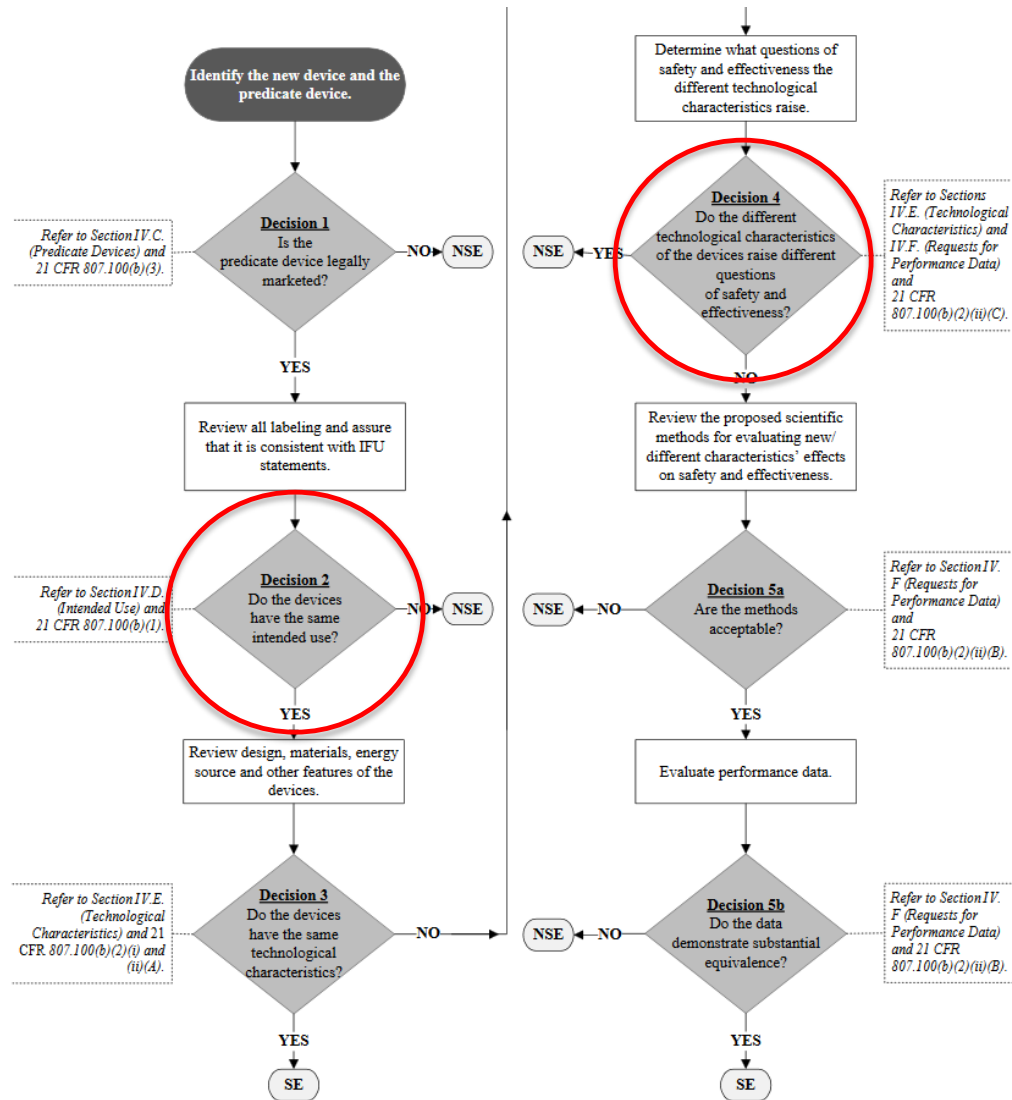 Identify the new device and the
predicate device.
Refer to Section IV.C.
(Predicate Devices) and
21 CFR 807.100(b)(3).
Decision 1
Is the
predicate device legally
marketed?
NO
NSE
YES
Review all labeling and assure
that it is consistent with IFU
statements.
Refer to Section IV.D.
(Intended Use) and
21 CFR 807.100(b)(1).
Decision 2
Do the devices
have the same
intended use?
NO
NSE
YES
Review design, materials, energy
source and other features of the
devices.
Refer to Section IV.E.
(Technological
Characteristics) and 21
CFR 807.100(b)(2)(i) and
(ii)(A).
Decision 3
Do the devices
have the same
technological
characteristics?
NO
YES
SE
Determine what questions of
safety and effectiveness the
different technological
characteristics raise.
Decision 4
Do the different
technological characteristics
of the devices raise different
questions
of safety and
effectiveness?
YES
NSE
Refer to Sections
IV.E. (Technological
Characteristics) and
IV.F. (Requests for
Performance Data)
and
21 CFR
807.100(b)(2)(ii)(C).
NO
Review the proposed scientific
methods for evaluating new/
different characteristics’ effects
on safety and effectiveness.
Decision 5a
Are the methods
acceptable?
NO
NSE
Refer to Section IV.
F (Requests for
Performance Data)
and
21 CFR
807.100(b)(2)(ii)(B).
YES
Evaluate performance data.
Decision 5b
Do the data
demonstrate substantial
equivalence?
NO
NSE
Refer to Section IV.
F (Requests for
Performance Data)
and 21 CFR
807.100(b)(2)(ii)(B).
YES
SE